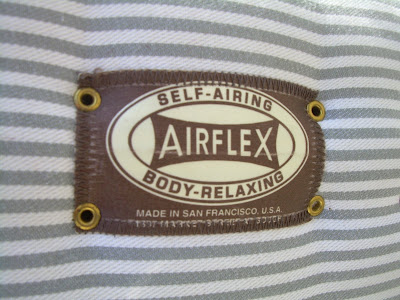 SELF-AIRING
AIRFLEX
BODY-RELAXING
MADE IN SAN FRANCISCO, U.S.A.